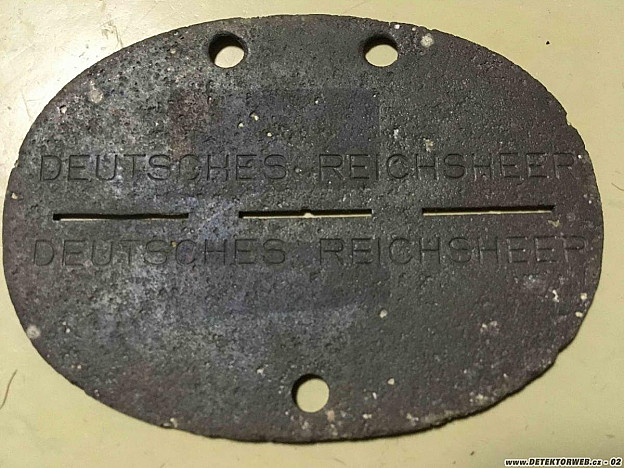 DEUTSCHES REICHSHEER
DEUTSCHES REICHSHEER
www.DETEKTORWEB.cz - 02